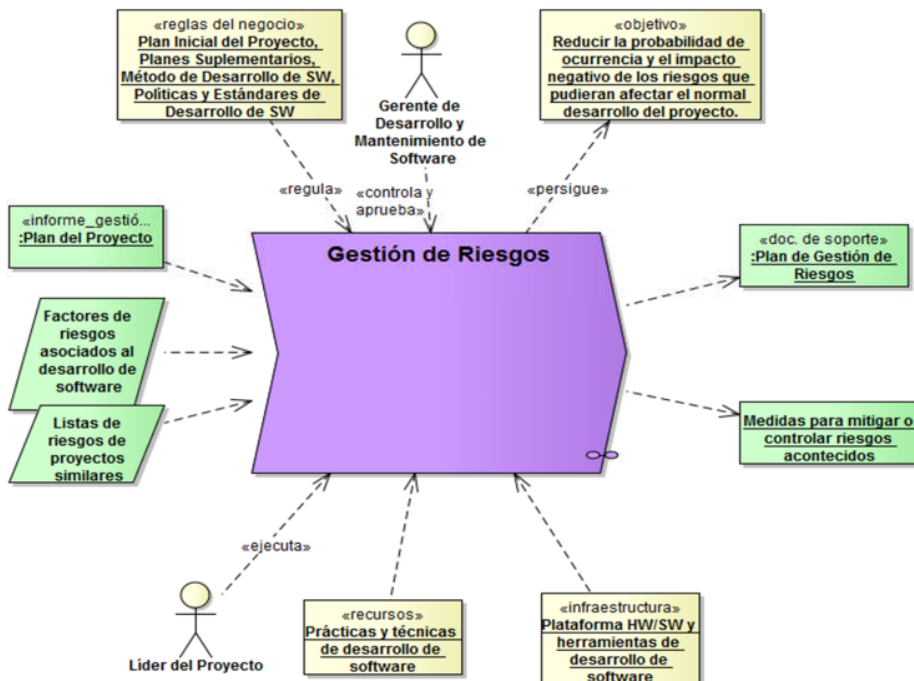 «reglas del negocio»
Plan Inicial del Proyecto,
Planes Suplementarios,
Método de Desarrollo de SW,
Políticas y Estándares de
Desarrollo de SW
Gerente de
Desarrollo y
Mantenimiento de
Software
«objetivo»
Reducir la probabilidad de
ocurrencia y el impacto
negativo de los riesgos que
pudieran afectar el normal
desarrollo del proyecto.
«regula»
«controla y
aprueba»
«persigue»
«informe_gestió...
:Plan del Proyecto
Gestión de Riesgos
«doc. de soporte»
:Plan de Gestión de
Riesgos
Factores de
riesgos
asociados al
desarrollo de
software
Listas de
riesgos de
proyectos
similares
Medidas para mitigar o
controlar riesgos
acontecidos
«ejecuta»
Líder del Proyecto
«recursos»
Prácticas y técnicas
de desarrollo de
software
«infraestructura»
Plataforma HW/SW y
herramientas de
desarrollo de
software